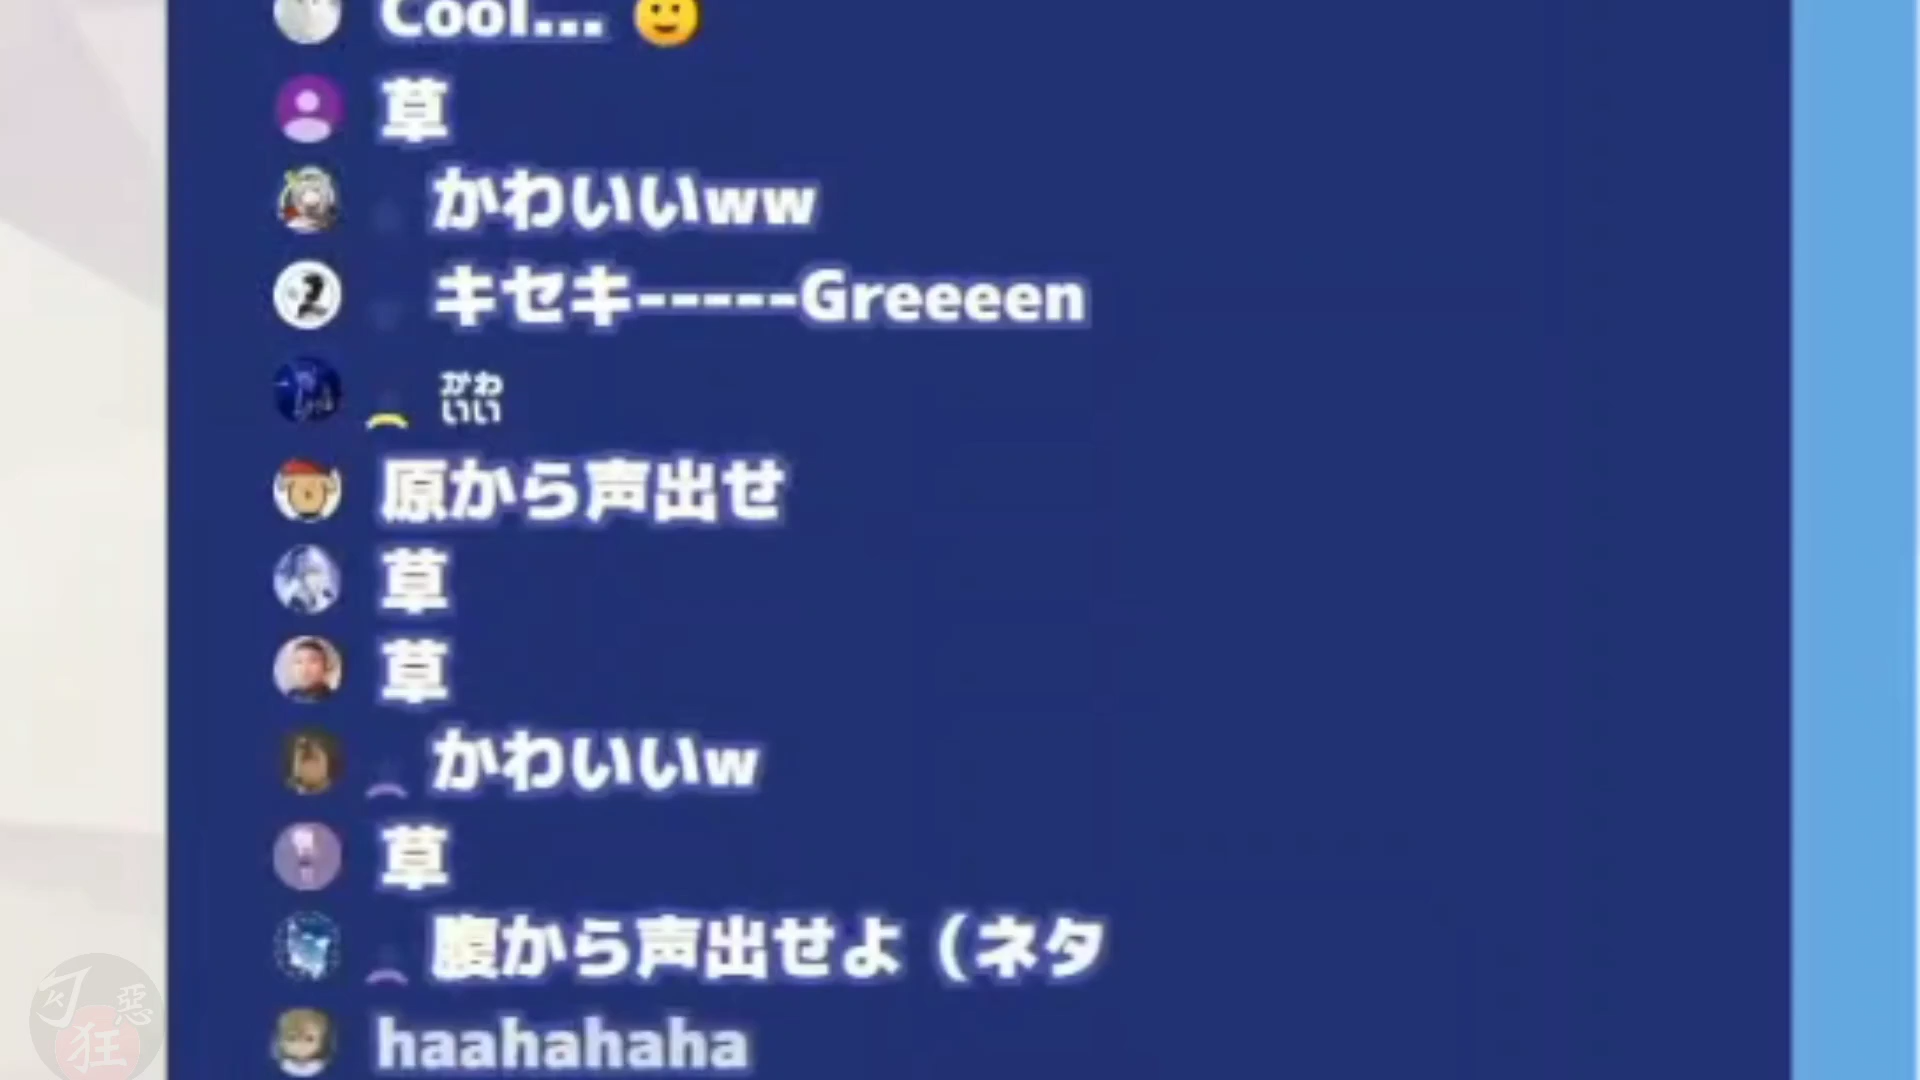 Cool... 🙂
草
かわいいww
キセキ-----Greeeen
かわ
いい
原から声出せ
草
草
かわいいw
草
腹から声出せよ（ネタ
haahahaha
惡
狂